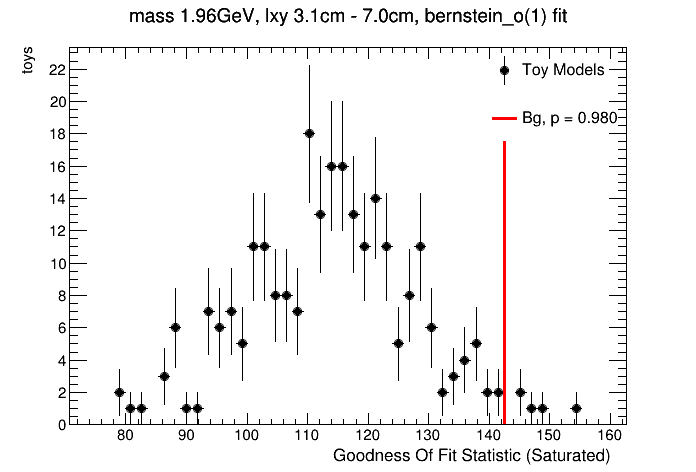 mass 1.96GeV, lxy 3.1cm - 7.0cm, bernstein_o(1) fit
toys
Toy Models
Bg, p = 0.980
22
20
18
16
14
12
10
8
6
4
2
0
80 90 100 110 120 130 140 150 160
Goodness Of Fit Statistic (Saturated)